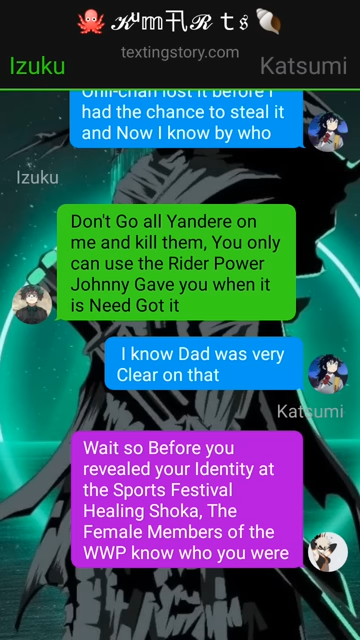 🐙 𝒦ᵘ𝕞卂ℛ 𝕥𝔰 🐚
textingstory.com
Izuku Katsumi
Onii-chan lost it before I
had the chance to steal it
and Now I know by who
Izuku
Don't Go all Yandere on
me and kill them, You only
can use the Rider Power
Johnny Gave you when it
is Need Got it
I know Dad was very
Clear on that
Katsumi
Wait so Before you
revealed your Identity at
the Sports Festival
Healing Shoka, The
Female Members of the
WWP know who you were